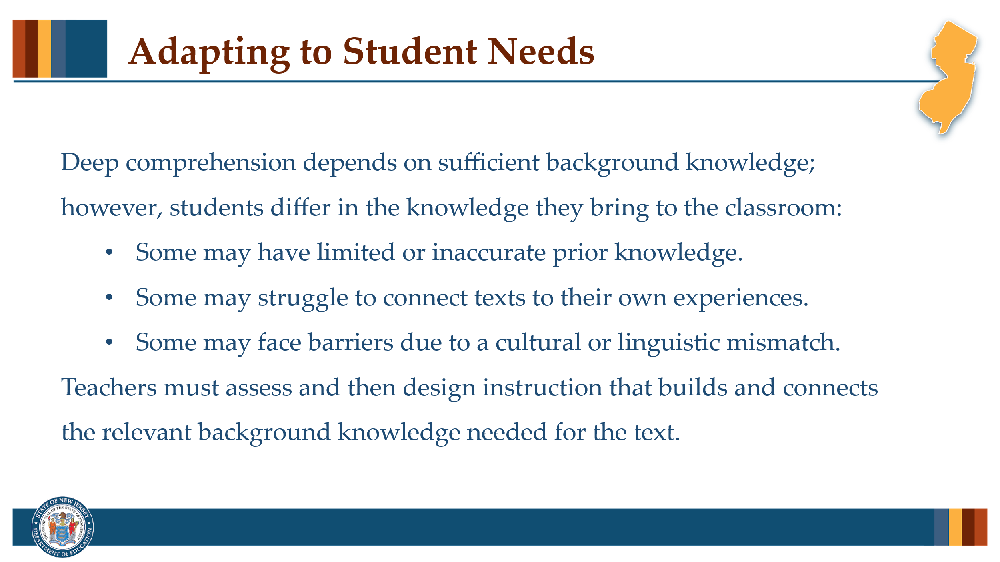 Adapting to Student Needs
Deep comprehension depends on sufficient background knowledge;
however, students differ in the knowledge they bring to the classroom:
• Some may have limited or inaccurate prior knowledge.
• Some may struggle to connect texts to their own experiences.
• Some may face barriers due to a cultural or linguistic mismatch.
Teachers must assess and then design instruction that builds and connects
the relevant background knowledge needed for the text.
STATE OF NEW JERSEY
THE GREAT SEAL OF THE STATE OF NEW JERSEY
DEPARTMENT OF EDUCATION